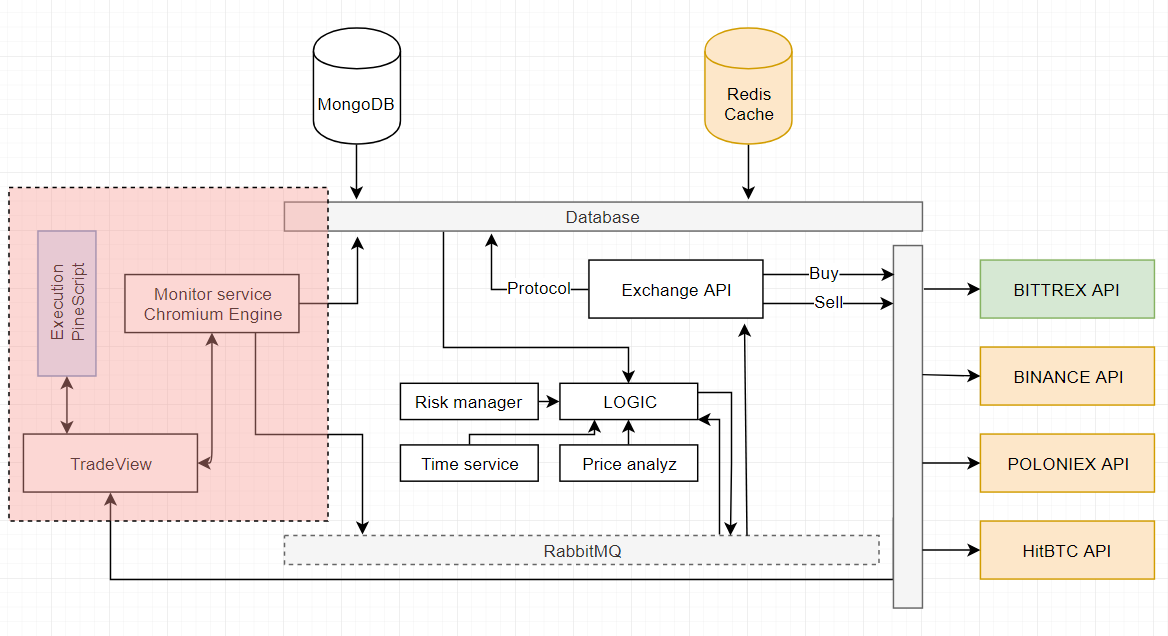 MongoDB
Redis
Cache
Database
Execution
PineScript
Monitor service
Chromium Engine
Protocol
Exchange API
Buy
Sell
BITTREX API
BINANCE API
Risk manager
LOGIC
Time service
Price analyz
TradeView
POLONIEX API
RabbitMQ
HitBTC API